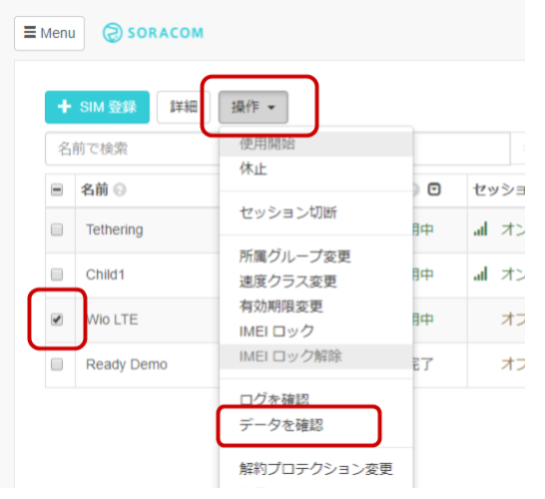 Menu SORACOM
SIM 登録 詳細 操作
名前で検索
使用開始
休止
名前 セッショ
セッション切断
Tethering 用中 オン
所属グループ変更
速度クラス変更
Child1 用中 オン
有効期限変更
Wio LTE 用中 オフ
IMEI ロック
IMEI ロック解除
Ready Demo 完了 オフ
ログを確認
データを確認
解約プロテクション変更